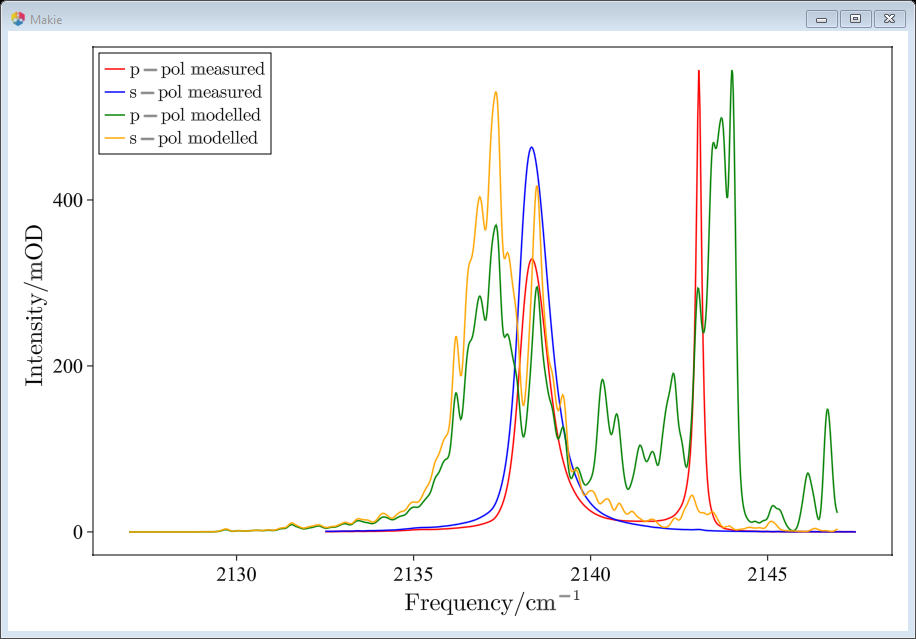 Makie
p − pol measured
s − pol measured
p − pol modelled
s − pol modelled
Intensity/mOD
400
200
0
2130 2135 2140 2145
Frequency/cm⁻¹